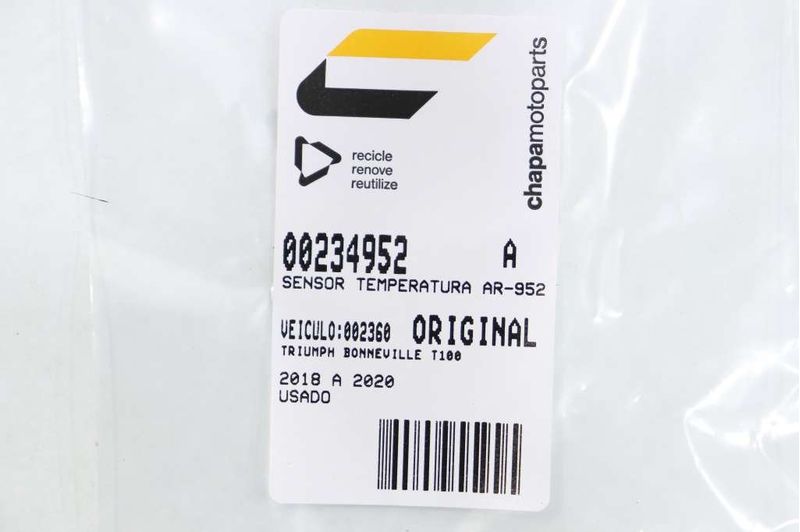 chapamotoparts
recicle
renove
reutilize
00234952 A
SENSOR TEMPERATURA AR-952
VEICULO:002360 ORIGINAL
TRIUMPH BONNEVILLE T100
2018 A 2020
USADO